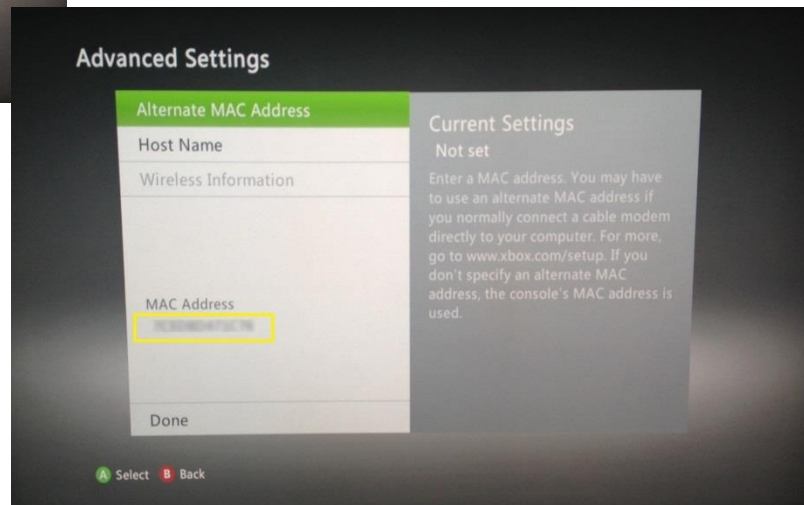 Advanced Settings
Alternate MAC Address
Host Name
Wireless Information
MAC Address
Done
Current Settings
Not set
Enter a MAC address. You may have
to use an alternate MAC address if
you normally connect a cable modem
directly to your computer. For more,
go to www.xbox.com/setup. If you
don't specify an alternate MAC
address, the console's MAC address is
used.
A Select B Back